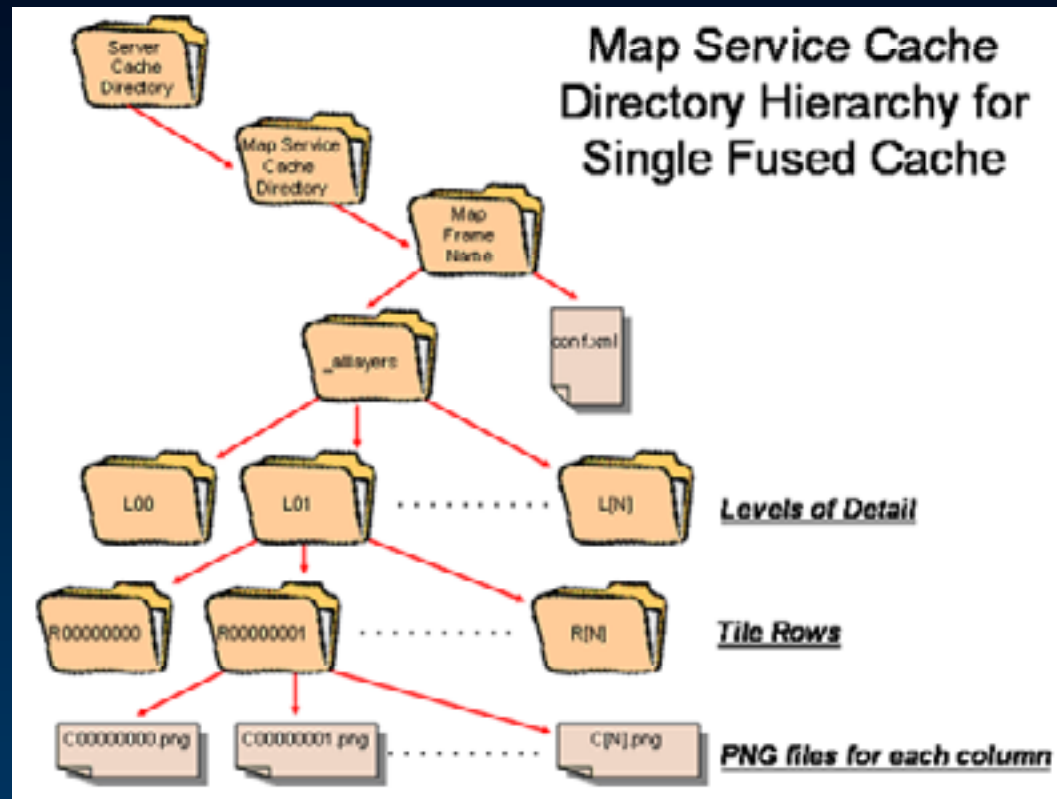 Map Service Cache
Directory Hierarchy for
Single Fused Cache
Server
Cache
Directory
Map Service
Cache
Directory
Map
Frame
Name
_alllayers
conf.xml
L00
L01
L[N]
Levels of Detail
R00000000
R00000001
R[N]
Tile Rows
C00000000.png
C00000001.png
C[N].png
PNG files for each column